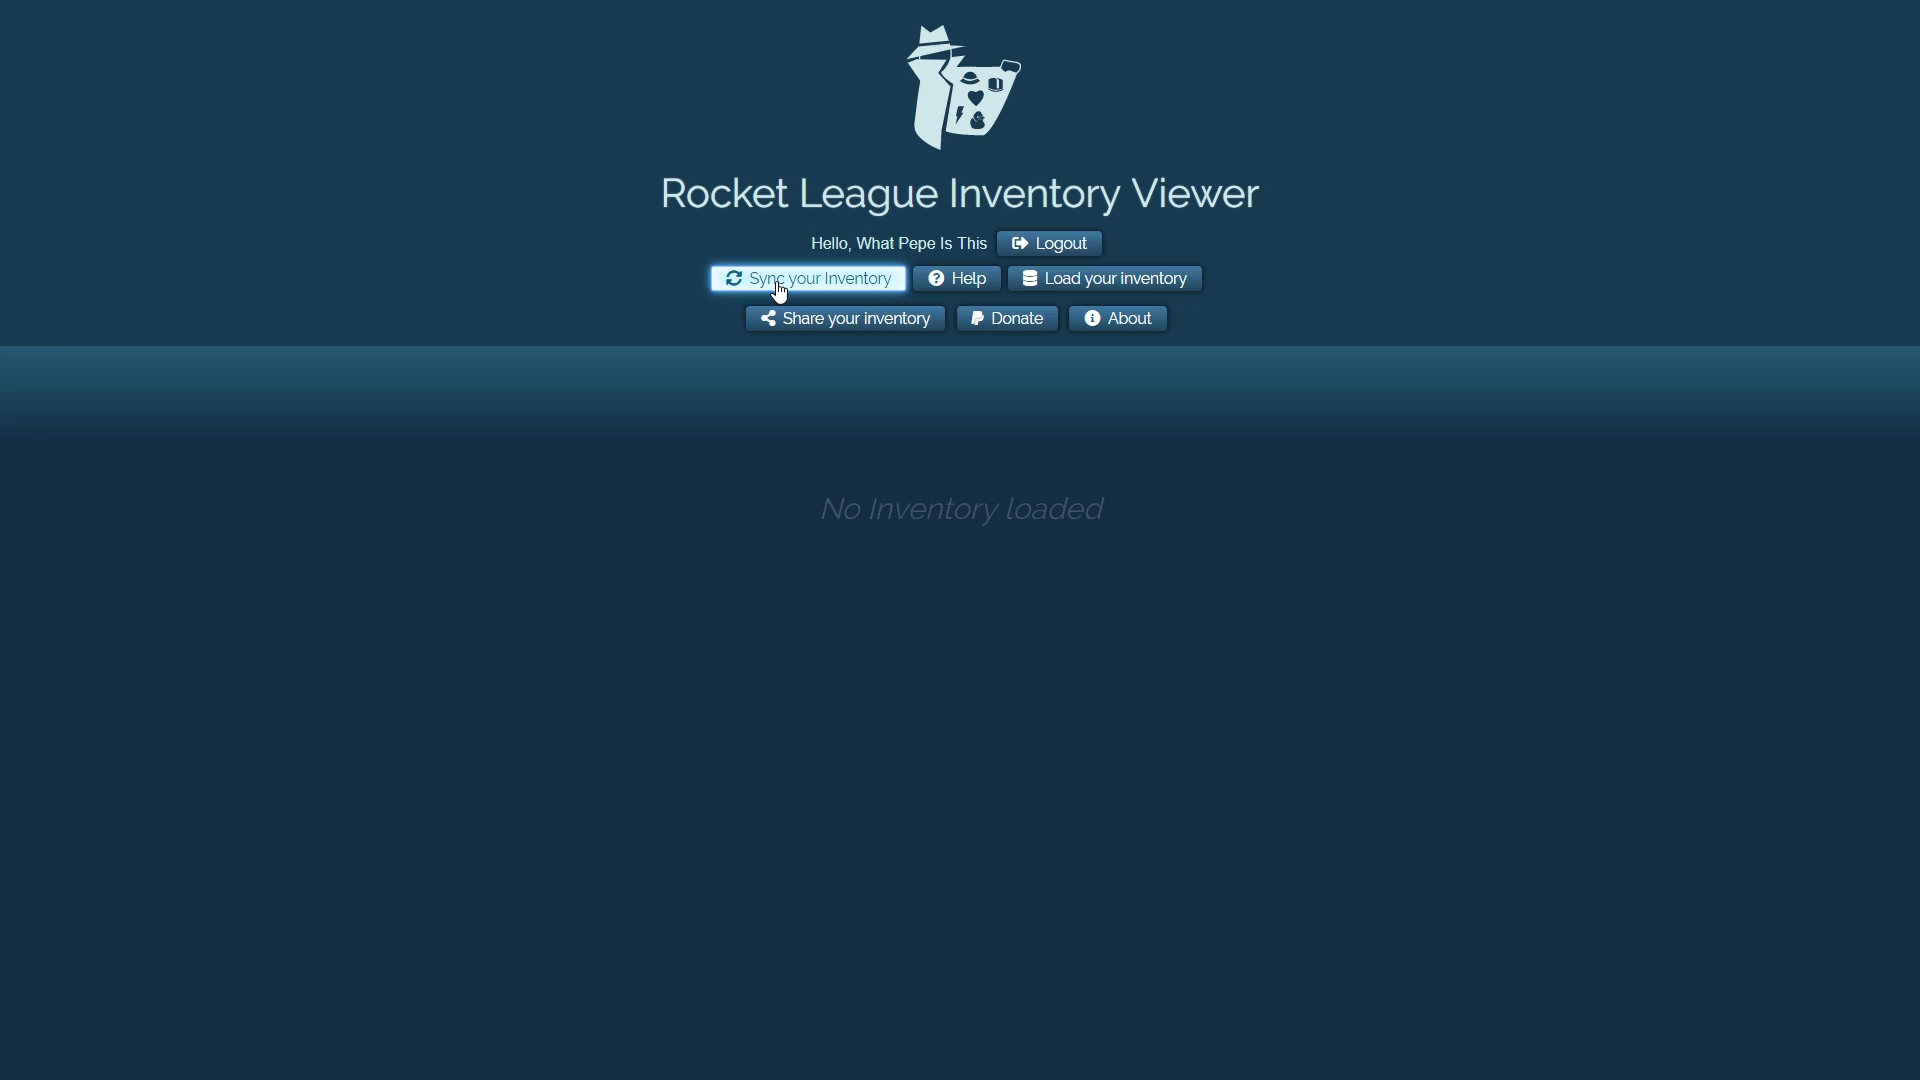 Rocket League Inventory Viewer
Hello, What Pepe Is This Logout
Sync your Inventory Help Load your inventory
Share your inventory Donate About
No Inventory loaded